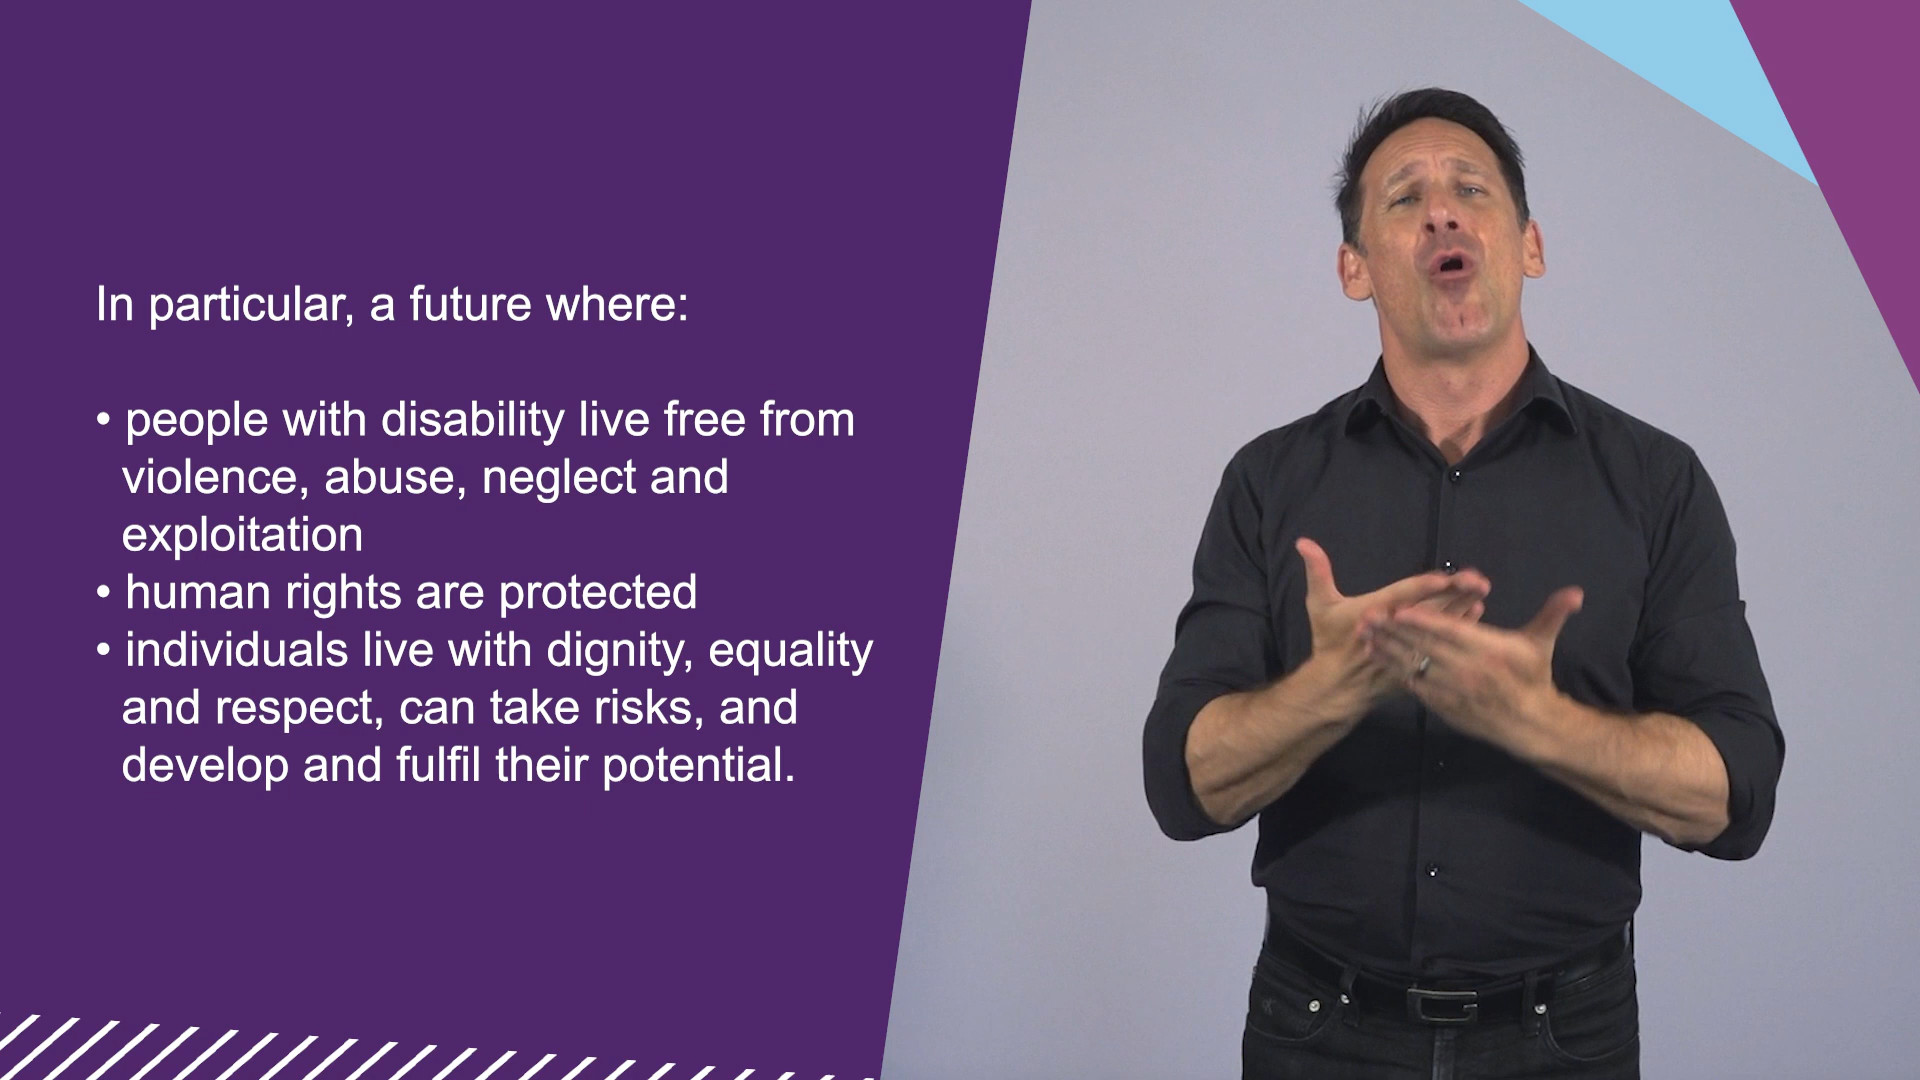 In particular, a future where:
• people with disability live free from
violence, abuse, neglect and
exploitation
• human rights are protected
• individuals live with dignity, equality
and respect, can take risks, and
develop and fulfil their potential.